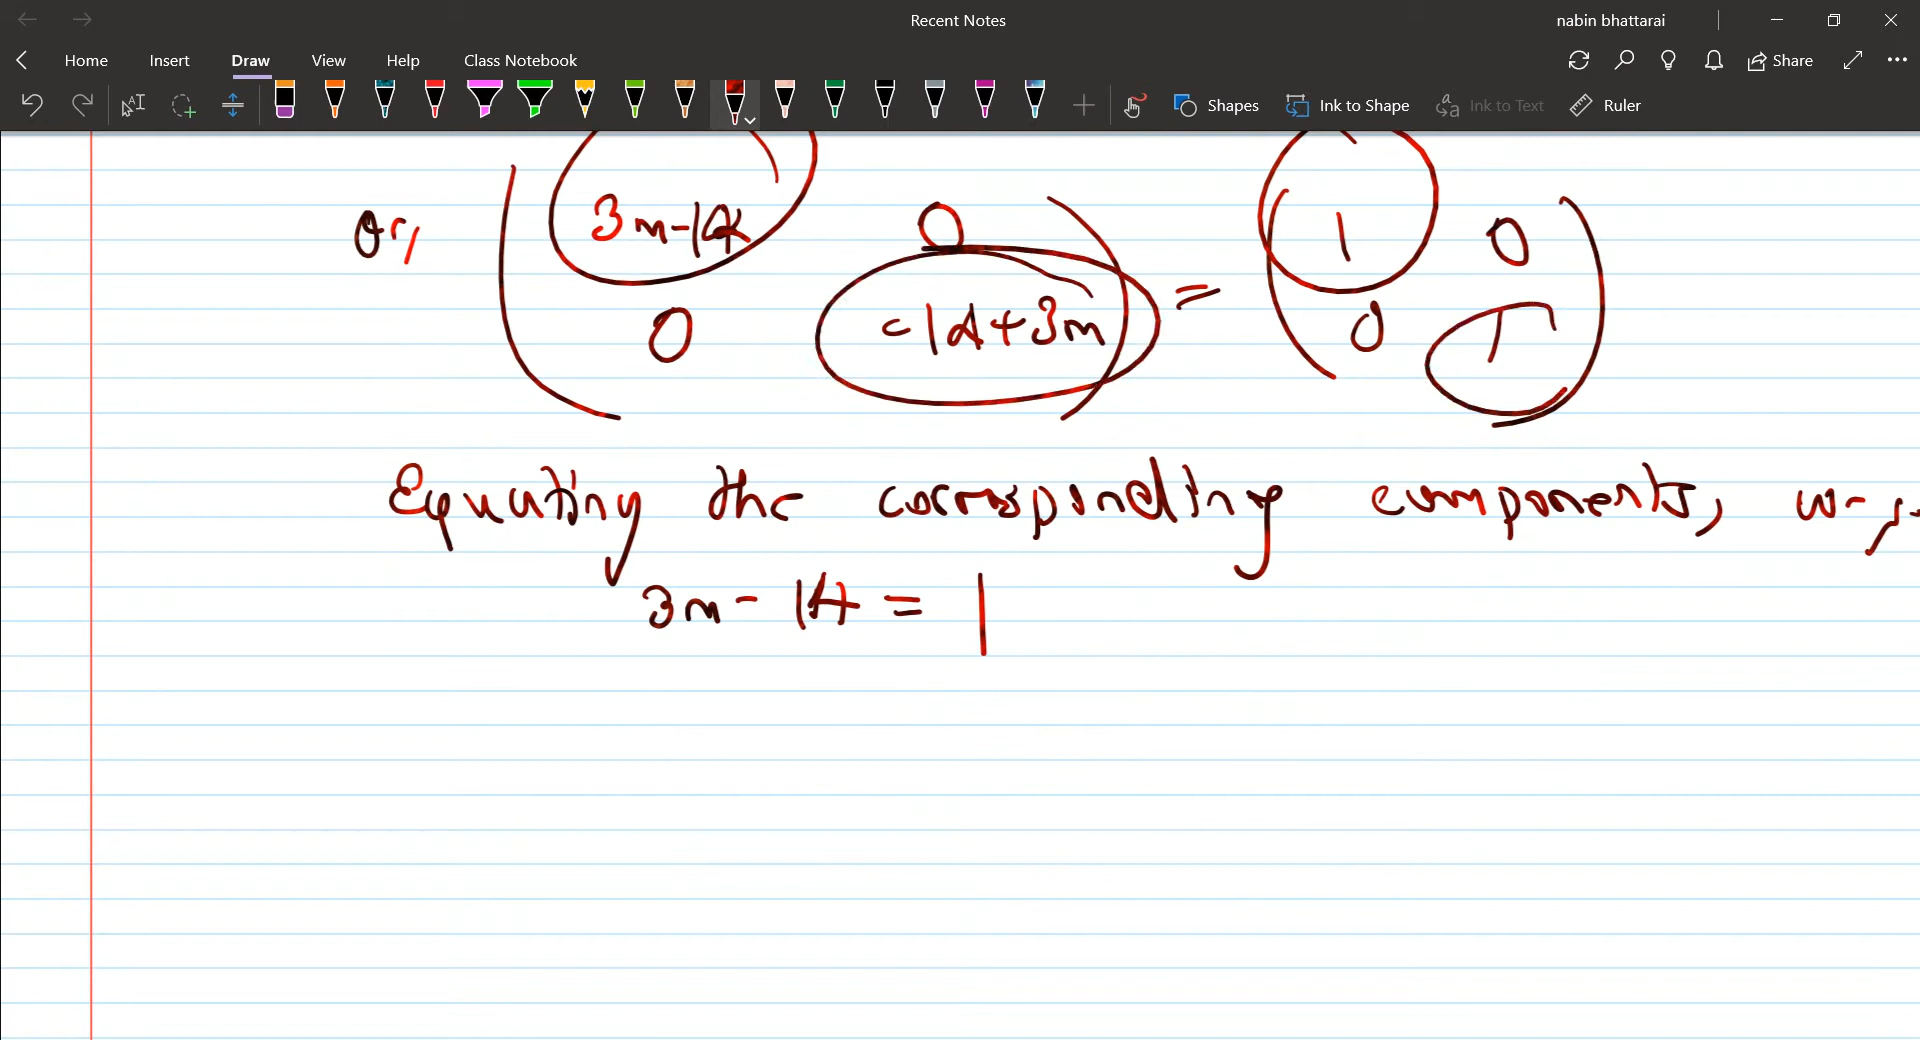 Recent Notes
nabin bhattarai
Home Insert Draw View Help Class Notebook
Share
Shapes Ink to Shape Ink to Text Ruler
or, 3m-14 0 = 1 0
0 -14+3m 0 1
Equating the corresponding components,
3m - 14 = 1